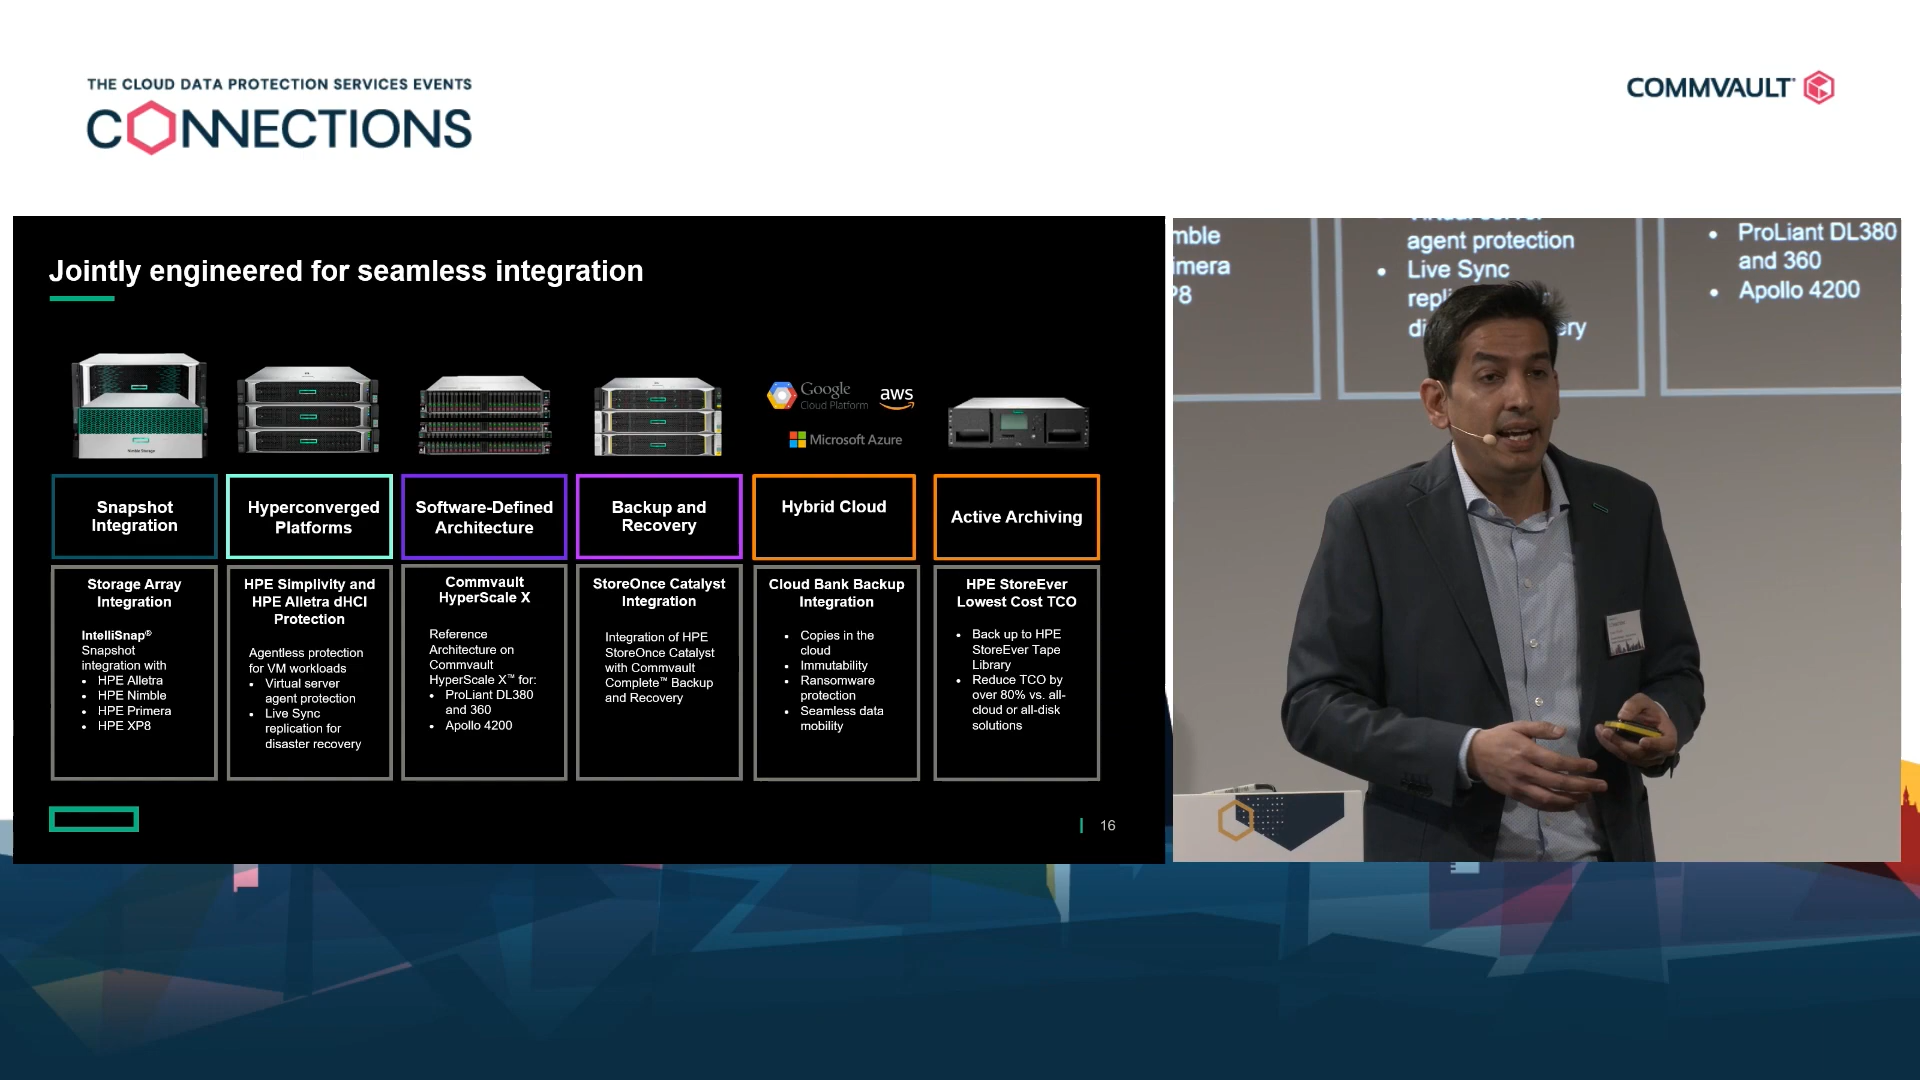 THE CLOUD DATA PROTECTION SERVICES EVENTS
CONNECTIONS
COMMVAULT
Jointly engineered for seamless integration
Nimble Storage
Google
Cloud Platform
aws
Microsoft Azure
Snapshot
Integration
Storage Array
Integration
IntelliSnap®
Snapshot
integration with
• HPE Alletra
• HPE Nimble
• HPE Primera
• HPE XP8
Hyperconverged
Platforms
HPE Simplivity and
HPE Alletra dHCI
Protection
Agentless protection
for VM workloads
• Virtual server
agent protection
• Live Sync
replication for
disaster recovery
Software-Defined
Architecture
Commvault
HyperScale X
Reference
Architecture on
Commvault
HyperScale X™ for:
• ProLiant DL380
and 360
• Apollo 4200
Backup and
Recovery
StoreOnce Catalyst
Integration
Integration of HPE
StoreOnce Catalyst
with Commvault
Complete™ Backup
and Recovery
Hybrid Cloud
Cloud Bank Backup
Integration
• Copies in the
cloud
• Immutability
• Ransomware
protection
• Seamless data
mobility
Active Archiving
HPE StoreEver
Lowest Cost TCO
• Back up to HPE
StoreEver Tape
Library
• Reduce TCO by
over 80% vs. all-
cloud or all-disk
solutions
16
mble
imera
P8
agent protection
• Live Sync
repli
di
ery
• ProLiant DL380
and 360
• Apollo 4200